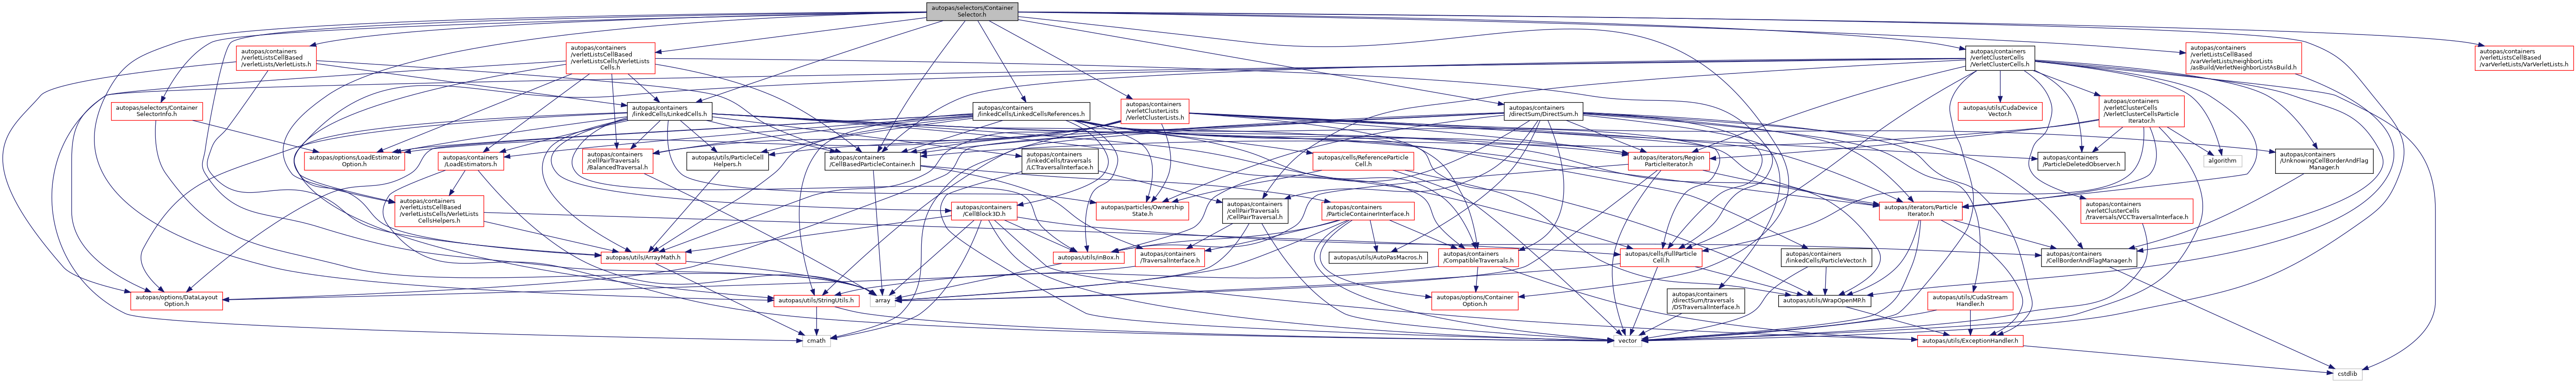 autopas/selectors/Container
Selector.h
autopas/containers
/verletListsCellBased
/verletLists/VerletLists.h
autopas/containers
/verletListsCellBased
/verletListsCells/VerletLists
Cells.h
autopas/containers
/verletClusterCells
/VerletClusterCells.h
autopas/containers
/verletListsCellBased
/varVerletLists/neighborLists
/asBuild/VerletNeighborListAsBuild.h
autopas/containers
/verletListsCellBased
/varVerletLists/VarVerletLists.h
autopas/selectors/Container
SelectorInfo.h
autopas/containers
/linkedCells/LinkedCells.h
autopas/containers
/linkedCells/LinkedCellsReferences.h
autopas/containers
/verletClusterLists
/VerletClusterLists.h
autopas/containers
/directSum/DirectSum.h
autopas/utils/CudaDevice
Vector.h
autopas/containers
/verletClusterCells
/VerletClusterCellsParticle
Iterator.h
autopas/options/LoadEstimator
Option.h
autopas/containers
/LoadEstimators.h
autopas/containers
/cellPairTraversals
/BalancedTraversal.h
autopas/utils/ParticleCell
Helpers.h
autopas/containers
/CellBasedParticleContainer.h
autopas/containers
/linkedCells/traversals
/LCTraversalInterface.h
autopas/cells/ReferenceParticle
Cell.h
autopas/iterators/Region
ParticleIterator.h
autopas/containers
/ParticleDeletedObserver.h
algorithm
autopas/containers
/UnknowingCellBorderAndFlag
Manager.h
autopas/containers
/verletListsCellBased
/verletListsCells/VerletLists
CellsHelpers.h
autopas/containers
/CellBlock3D.h
autopas/particles/Ownership
State.h
autopas/containers
/cellPairTraversals
/CellPairTraversal.h
autopas/containers
/ParticleContainerInterface.h
autopas/iterators/Particle
Iterator.h
autopas/containers
/verletClusterCells
/traversals/VCCTraversalInterface.h
autopas/utils/ArrayMath.h
autopas/utils/inBox.h
autopas/containers
/TraversalInterface.h
autopas/utils/AutoPasMacros.h
autopas/containers
/CompatibleTraversals.h
autopas/cells/FullParticle
Cell.h
autopas/containers
/linkedCells/ParticleVector.h
autopas/containers
/CellBorderAndFlagManager.h
autopas/options/DataLayout
Option.h
autopas/utils/StringUtils.h
array
autopas/options/Container
Option.h
autopas/containers
/directSum/traversals
/DSTraversalInterface.h
autopas/utils/WrapOpenMP.h
autopas/utils/CudaStream
Handler.h
cmath
vector
autopas/utils/ExceptionHandler.h
cstdlib